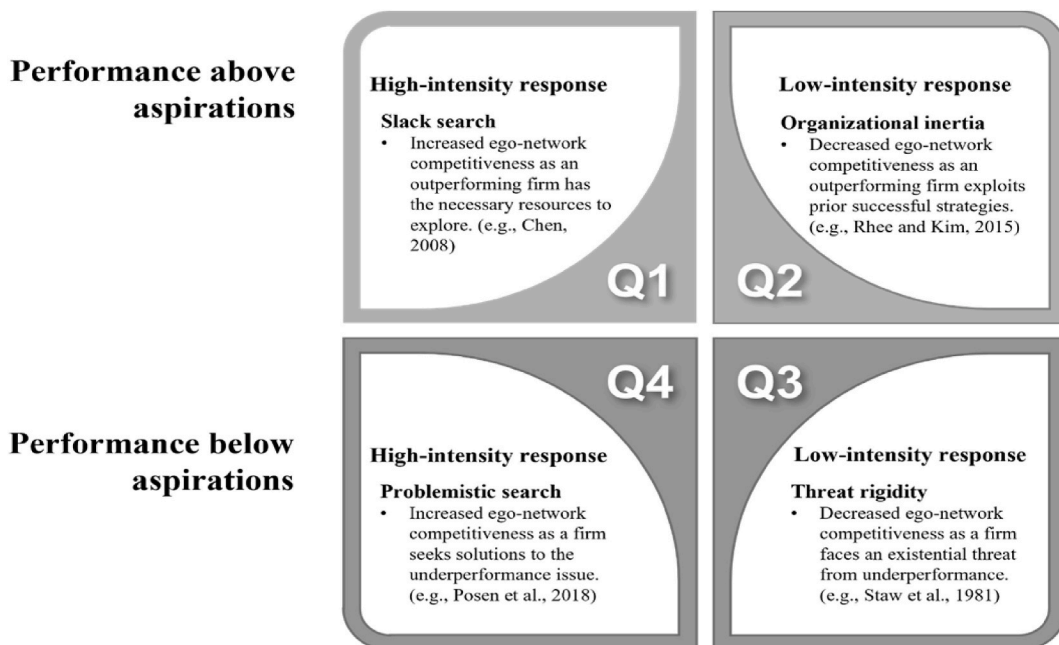 Performance above
aspirations
High-intensity response
Slack search
• Increased ego-network
competitiveness as an
outperforming firm has
the necessary resources to
explore. (e.g., Chen,
2008)
Q1
Low-intensity response
Organizational inertia
• Decreased ego-network
competitiveness as an
outperforming firm exploits
prior successful strategies.
(e.g., Rhee and Kim, 2015)
Q2
Performance below
aspirations
Q4
High-intensity response
Problemistic search
• Increased ego-network
competitiveness as a firm
seeks solutions to the
underperformance issue.
(e.g., Posen et al., 2018)
Q3
Low-intensity response
Threat rigidity
• Decreased ego-network
competitiveness as a firm
faces an existential threat
from underperformance.
(e.g., Staw et al., 1981)